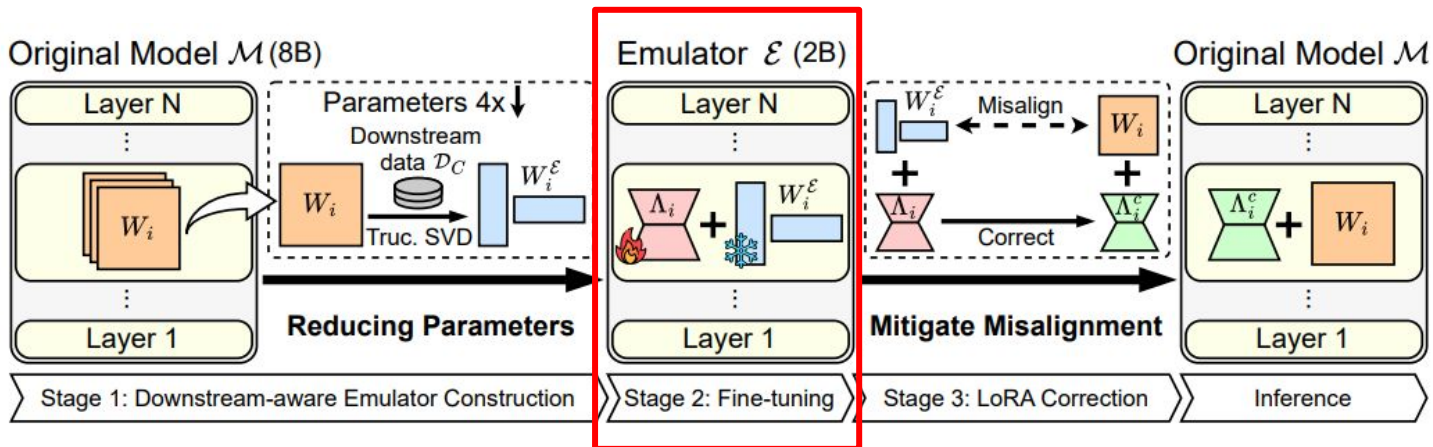 Original Model ℳ (8B)
Layer N
⋮
W_i
⋮
Layer 1
Parameters 4x ↓
Downstream
data 𝒟_C
W_i
W_i^ℰ
Truc. SVD
Reducing Parameters
Emulator ℰ (2B)
Layer N
⋮
Λ_i + W_i^ℰ
⋮
Layer 1
W_i^ℰ Misalign W_i
+ +
Λ_i Correct Λ_i^c
Mitigate Misalignment
Original Model ℳ
Layer N
⋮
Λ_i^c + W_i
⋮
Layer 1
Stage 1: Downstream-aware Emulator Construction
Stage 2: Fine-tuning
Stage 3: LoRA Correction
Inference